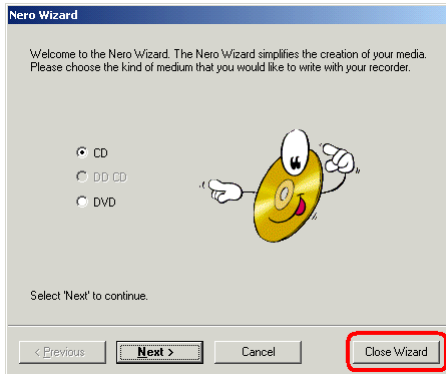 Nero Wizard
Welcome to the Nero Wizard. The Nero Wizard simplifies the creation of your media.
Please choose the kind of medium that you would like to write with your recorder.
CD
DD CD
DVD
Select 'Next' to continue.
< Previous
Next >
Cancel
Close Wizard